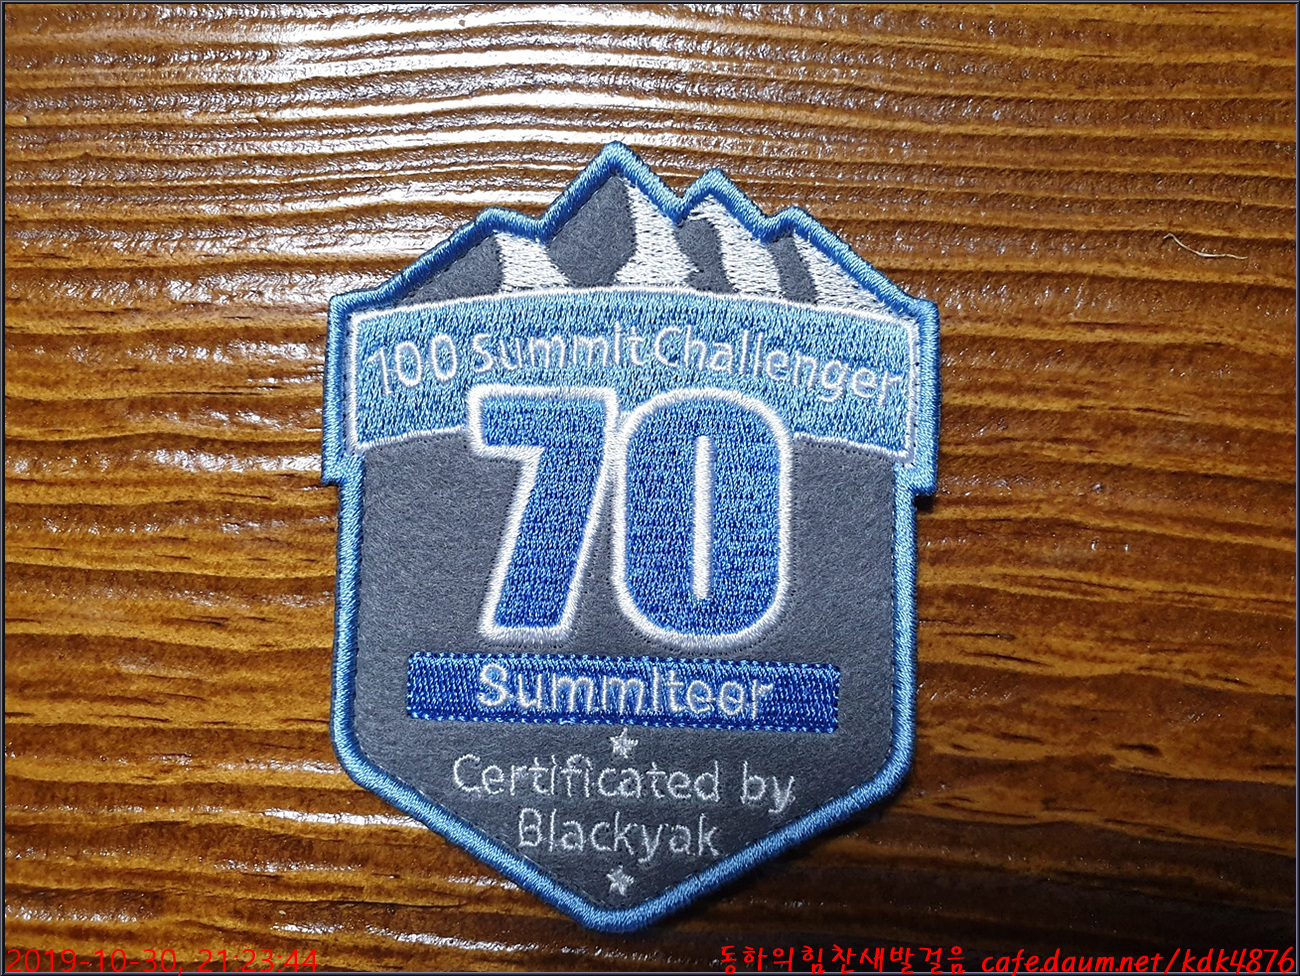 100 Summit Challenger
70
Summiteer
Certificated by
Blackyak
2019-10-30, 21:23:44
동하의힘찬새발걸음 cafe.daum.net/kdk4876